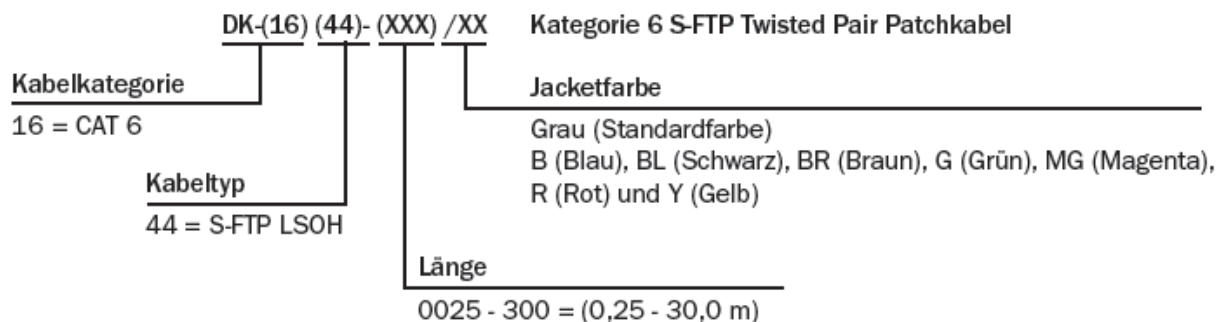 DK-(16) (44)- (XXX) /XX Kategorie 6 S-FTP Twisted Pair Patchkabel
Kabelkategorie
16 = CAT 6
Jacketfarbe
Grau (Standardfarbe)
B (Blau), BL (Schwarz), BR (Braun), G (Grün), MG (Magenta),
R (Rot) und Y (Gelb)
Kabeltyp
44 = S-FTP LSOH
Länge
0025 - 300 = (0,25 - 30,0 m)